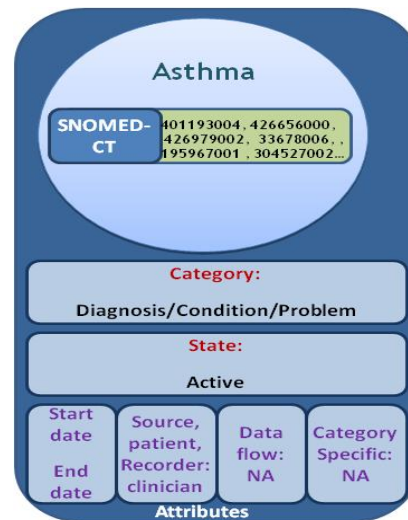 Asthma
SNOMED-CT
401193004, 426656000,
426979002, 33678006, ,
195967001 , 304527002...
Category:
Diagnosis/Condition/Problem
State:
Active
Start date
End date
Source, patient, Recorder: clinician
Data flow: NA
Category Specific: NA
Attributes